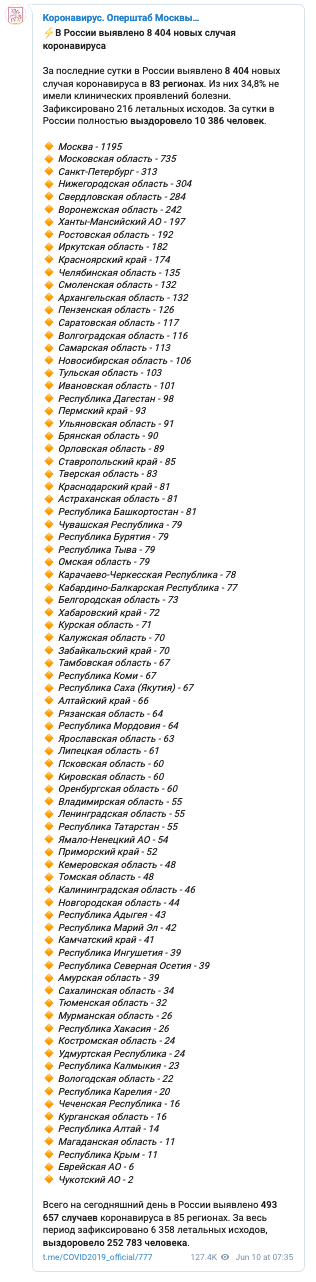 Коронавирус. Оперштаб Москвы…
⚡В России выявлено 8 404 новых случая
коронавируса
За последние сутки в России выявлено 8 404 новых
случая коронавируса в 83 регионах. Из них 34,8% не
имели клинических проявлений болезни.
Зафиксировано 216 летальных исходов. За сутки в
России полностью выздоровело 10 386 человек.
🔸 Москва - 1195
🔸 Московская область - 735
🔸 Санкт-Петербург - 313
🔸 Нижегородская область - 304
🔸 Свердловская область - 284
🔸 Воронежская область - 242
🔸 Ханты-Мансийский АО - 197
🔸 Ростовская область - 192
🔸 Иркутская область - 182
🔸 Красноярский край - 174
🔸 Челябинская область - 135
🔸 Смоленская область - 132
🔸 Архангельская область - 132
🔸 Пензенская область - 126
🔸 Саратовская область - 117
🔸 Волгоградская область - 116
🔸 Самарская область - 113
🔸 Новосибирская область - 106
🔸 Тульская область - 103
🔸 Ивановская область - 101
🔸 Республика Дагестан - 98
🔸 Пермский край - 93
🔸 Ульяновская область - 91
🔸 Брянская область - 90
🔸 Орловская область - 89
🔸 Ставропольский край - 85
🔸 Тверская область - 83
🔸 Краснодарский край - 81
🔸 Астраханская область - 81
🔸 Республика Башкортостан - 81
🔸 Чувашская Республика - 79
🔸 Республика Бурятия - 79
🔸 Республика Тыва - 79
🔸 Омская область - 79
🔸 Карачаево-Черкесская Республика - 78
🔸 Кабардино-Балкарская Республика - 77
🔸 Белгородская область - 73
🔸 Хабаровский край - 72
🔸 Курская область - 71
🔸 Калужская область - 70
🔸 Забайкальский край - 70
🔸 Тамбовская область - 67
🔸 Республика Коми - 67
🔸 Республика Саха (Якутия) - 67
🔸 Алтайский край - 66
🔸 Рязанская область - 64
🔸 Республика Мордовия - 64
🔸 Ярославская область - 63
🔸 Липецкая область - 61
🔸 Псковская область - 60
🔸 Кировская область - 60
🔸 Оренбургская область - 60
🔸 Владимирская область - 55
🔸 Ленинградская область - 55
🔸 Республика Татарстан - 55
🔸 Ямало-Ненецкий АО - 54
🔸 Приморский край - 52
🔸 Кемеровская область - 48
🔸 Томская область - 48
🔸 Калининградская область - 46
🔸 Новгородская область - 44
🔸 Республика Адыгея - 43
🔸 Республика Марий Эл - 42
🔸 Камчатский край - 41
🔸 Республика Ингушетия - 39
🔸 Республика Северная Осетия - 39
🔸 Амурская область - 39
🔸 Сахалинская область - 34
🔸 Тюменская область - 32
🔸 Мурманская область - 26
🔸 Республика Хакасия - 26
🔸 Костромская область - 24
🔸 Удмуртская Республика - 24
🔸 Республика Калмыкия - 23
🔸 Вологодская область - 22
🔸 Республика Карелия - 20
🔸 Чеченская Республика - 16
🔸 Курганская область - 16
🔸 Республика Алтай - 14
🔸 Магаданская область - 11
🔸 Республика Крым - 11
🔸 Еврейская АО - 6
🔸 Чукотский АО - 2
Всего на сегодняшний день в России выявлено 493
657 случаев коронавируса в 85 регионах. За весь
период зафиксировано 6 358 летальных исходов,
выздоровело 252 783 человека.
t.me/COVID2019_official/777 127.4K Jun 10 at 07:35